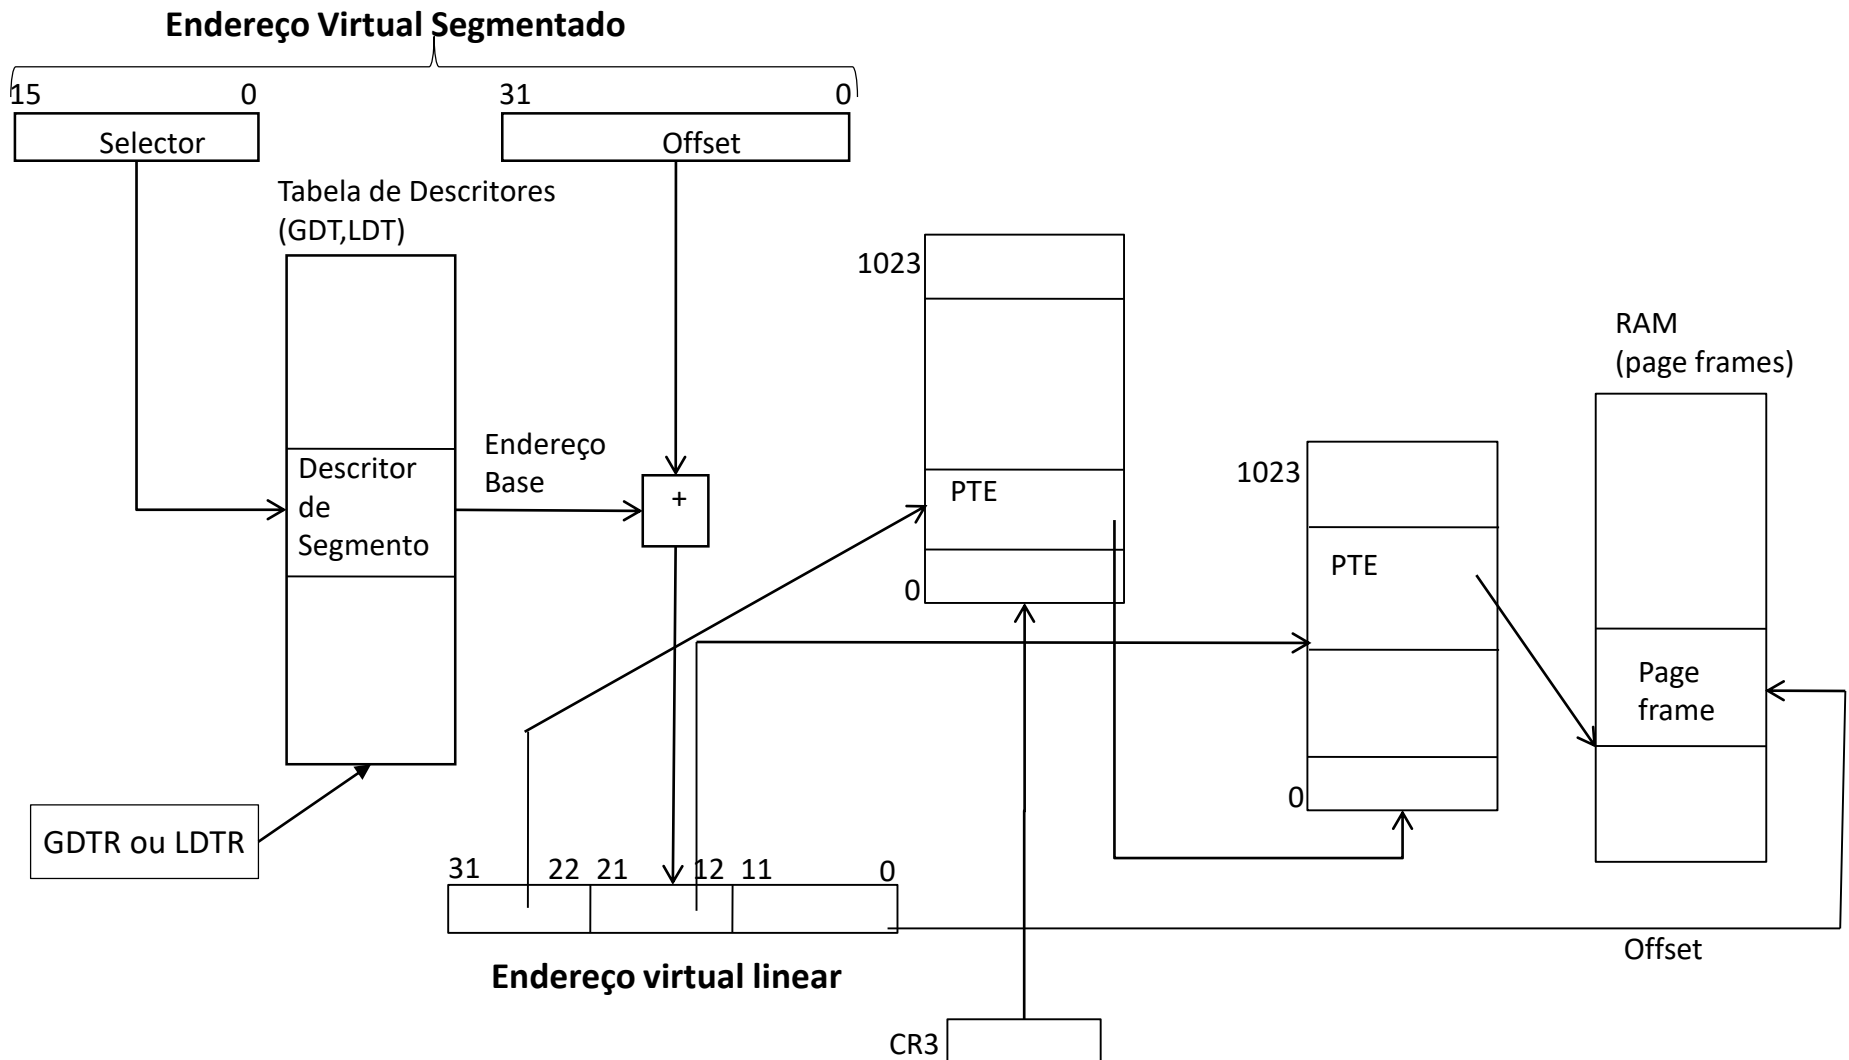 Endereço Virtual Segmentado
15 0 31 0
Selector Offset
Tabela de Descritores
(GDT,LDT)
1023
RAM
(page frames)
Endereço
Base
Descritor
de
Segmento
+
PTE
1023
PTE
0
Page
frame
0
GDTR ou LDTR
31 22 21 12 11 0
Offset
Endereço virtual linear
CR3